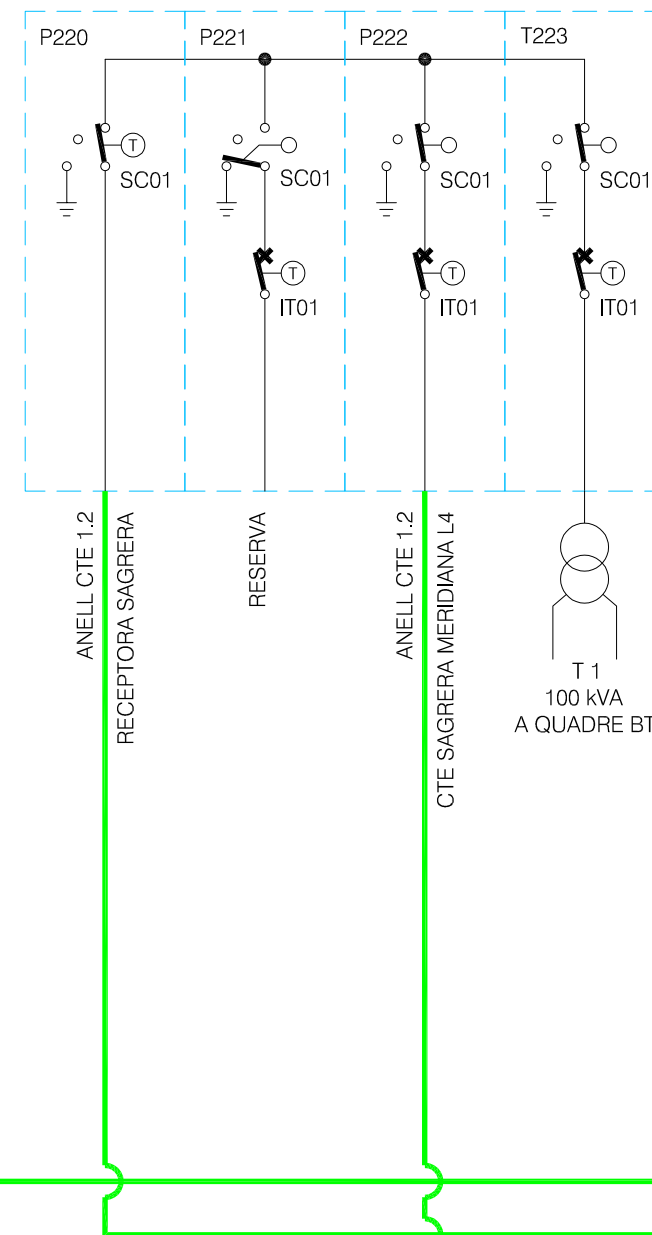 P220
P221
P222
T223
T
SC01
SC01
SC01
SC01
T
IT01
T
IT01
T
IT01
ANELL CTE 1.2
RECEPTORA SAGRERA
RESERVA
ANELL CTE 1.2
CTE SAGRERA MERIDIANA L4
T 1
100 kVA
A QUADRE BT